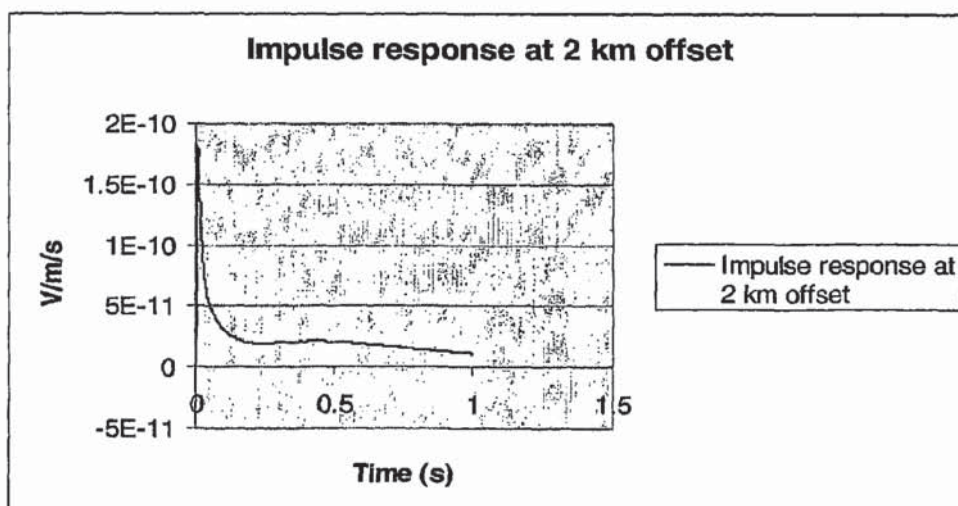 Impulse response at 2 km offset
2E-10
1.5E-10
1E-10
5E-11
0
-5E-11
0 0.5 1 1 5
V/m/s
Time (s)
Impulse response at
2 km offset